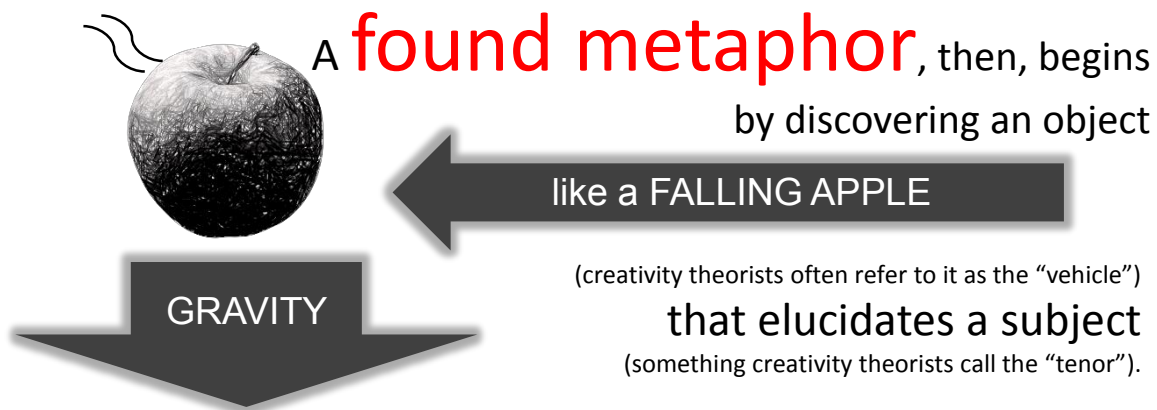 A found metaphor, then, begins
by discovering an object
like a FALLING APPLE
(creativity theorists often refer to it as the “vehicle”)
GRAVITY
that elucidates a subject
(something creativity theorists call the “tenor”).